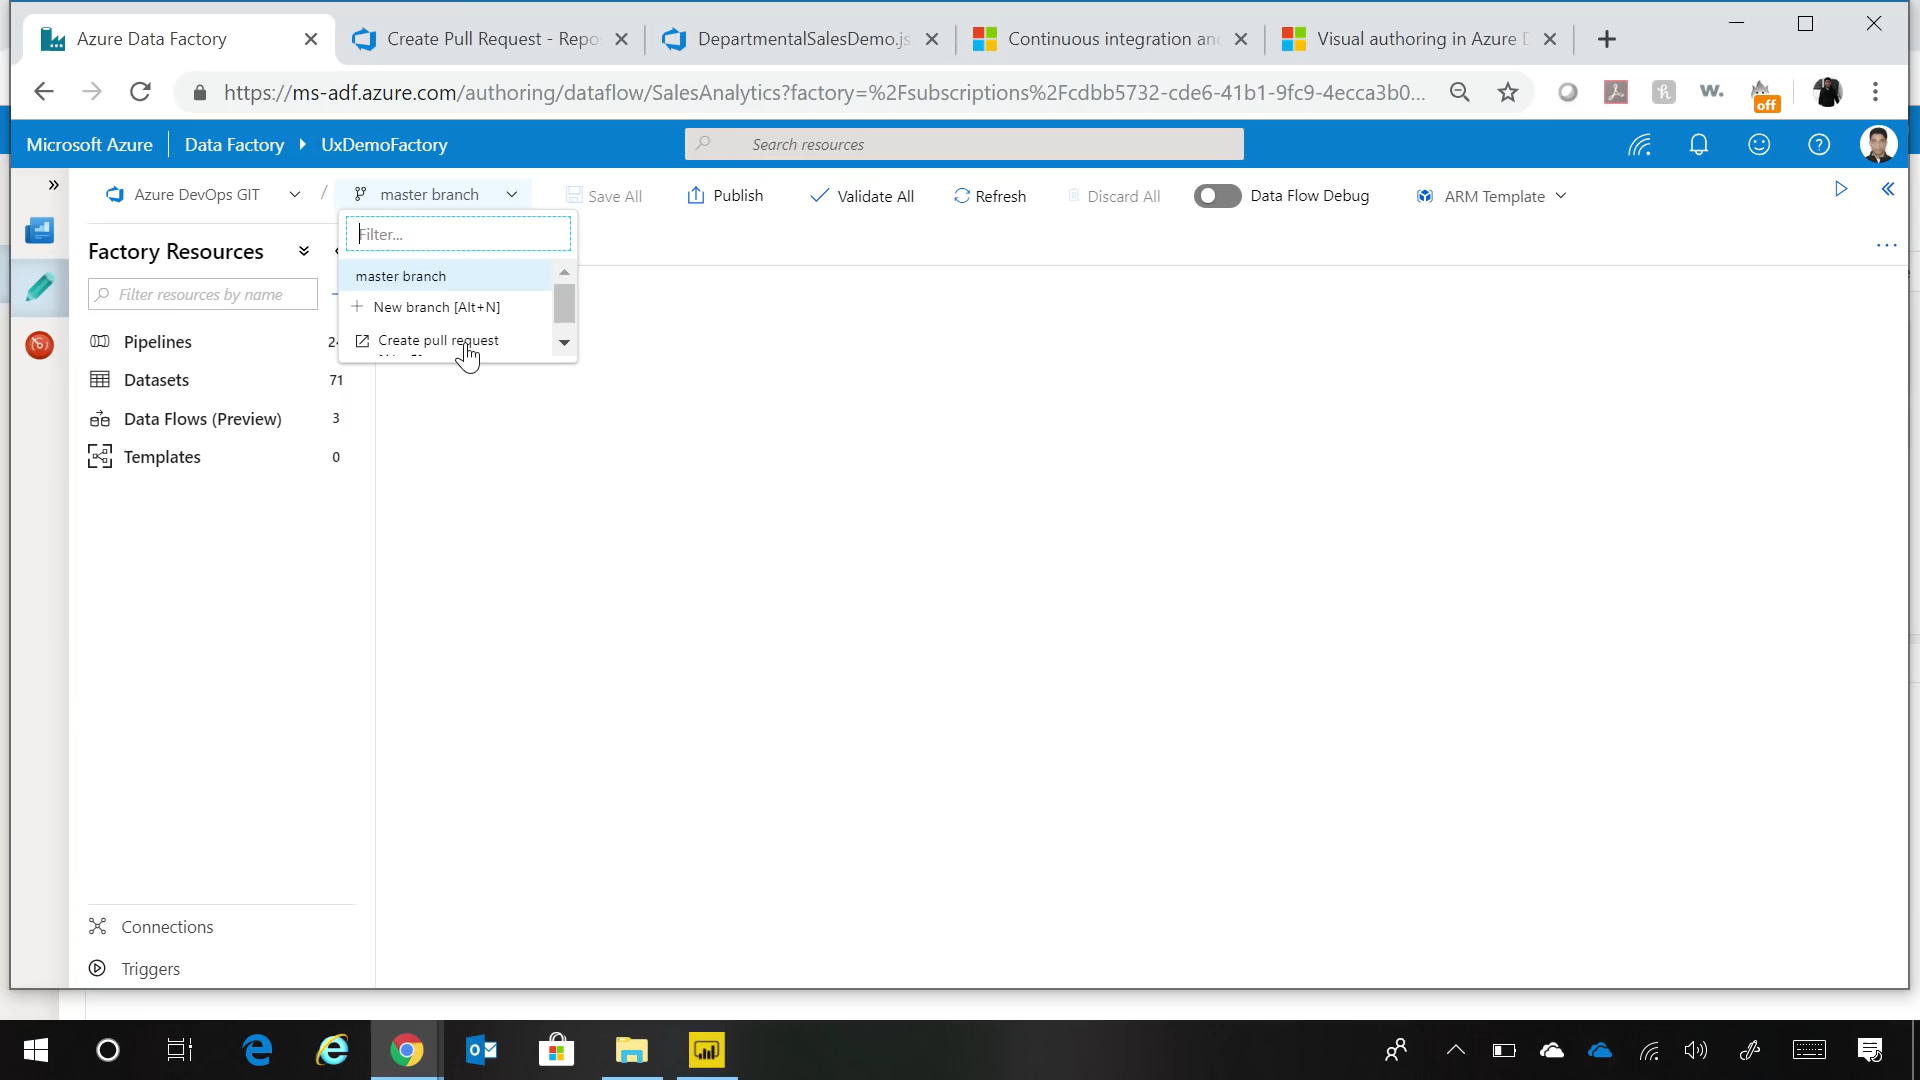 Azure Data Factory
Create Pull Request - Repo
DepartmentalSalesDemo.js
Continuous integration an
Visual authoring in Azure D
https://ms-adf.azure.com/authoring/dataflow/SalesAnalytics?factory=%2Fsubscriptions%2Fcdbb5732-cde6-41b1-9fc9-4ecca3b0...
off
Microsoft Azure
Data Factory
UxDemoFactory
Search resources
Azure DevOps GIT
/
master branch
Save All
Publish
Validate All
Refresh
Discard All
Data Flow Debug
ARM Template
Filter...
master branch
New branch [Alt+N]
Create pull request
Factory Resources
Filter resources by name
Pipelines
Datasets 71
Data Flows (Preview) 3
Templates 0
Connections
Triggers